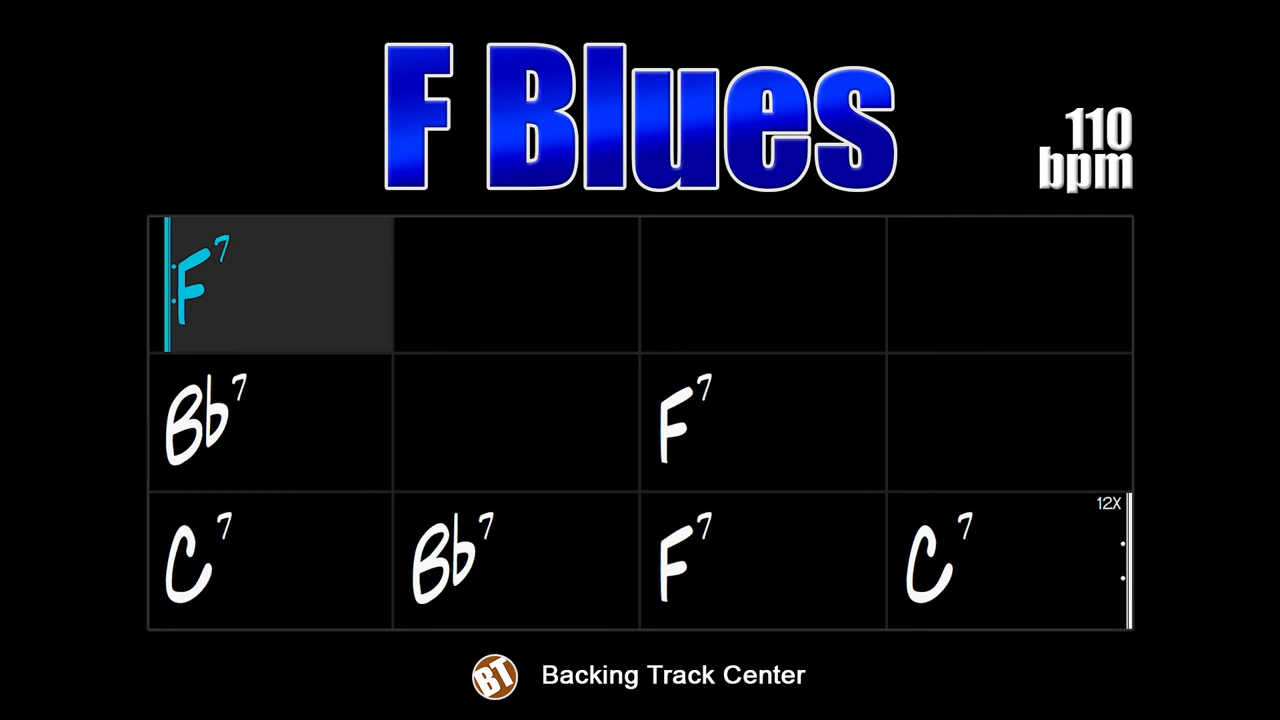 F Blues
110
bpm
F7
Bb7 F7
12X
C7 Bb7 F7 C7
BT Backing Track Center